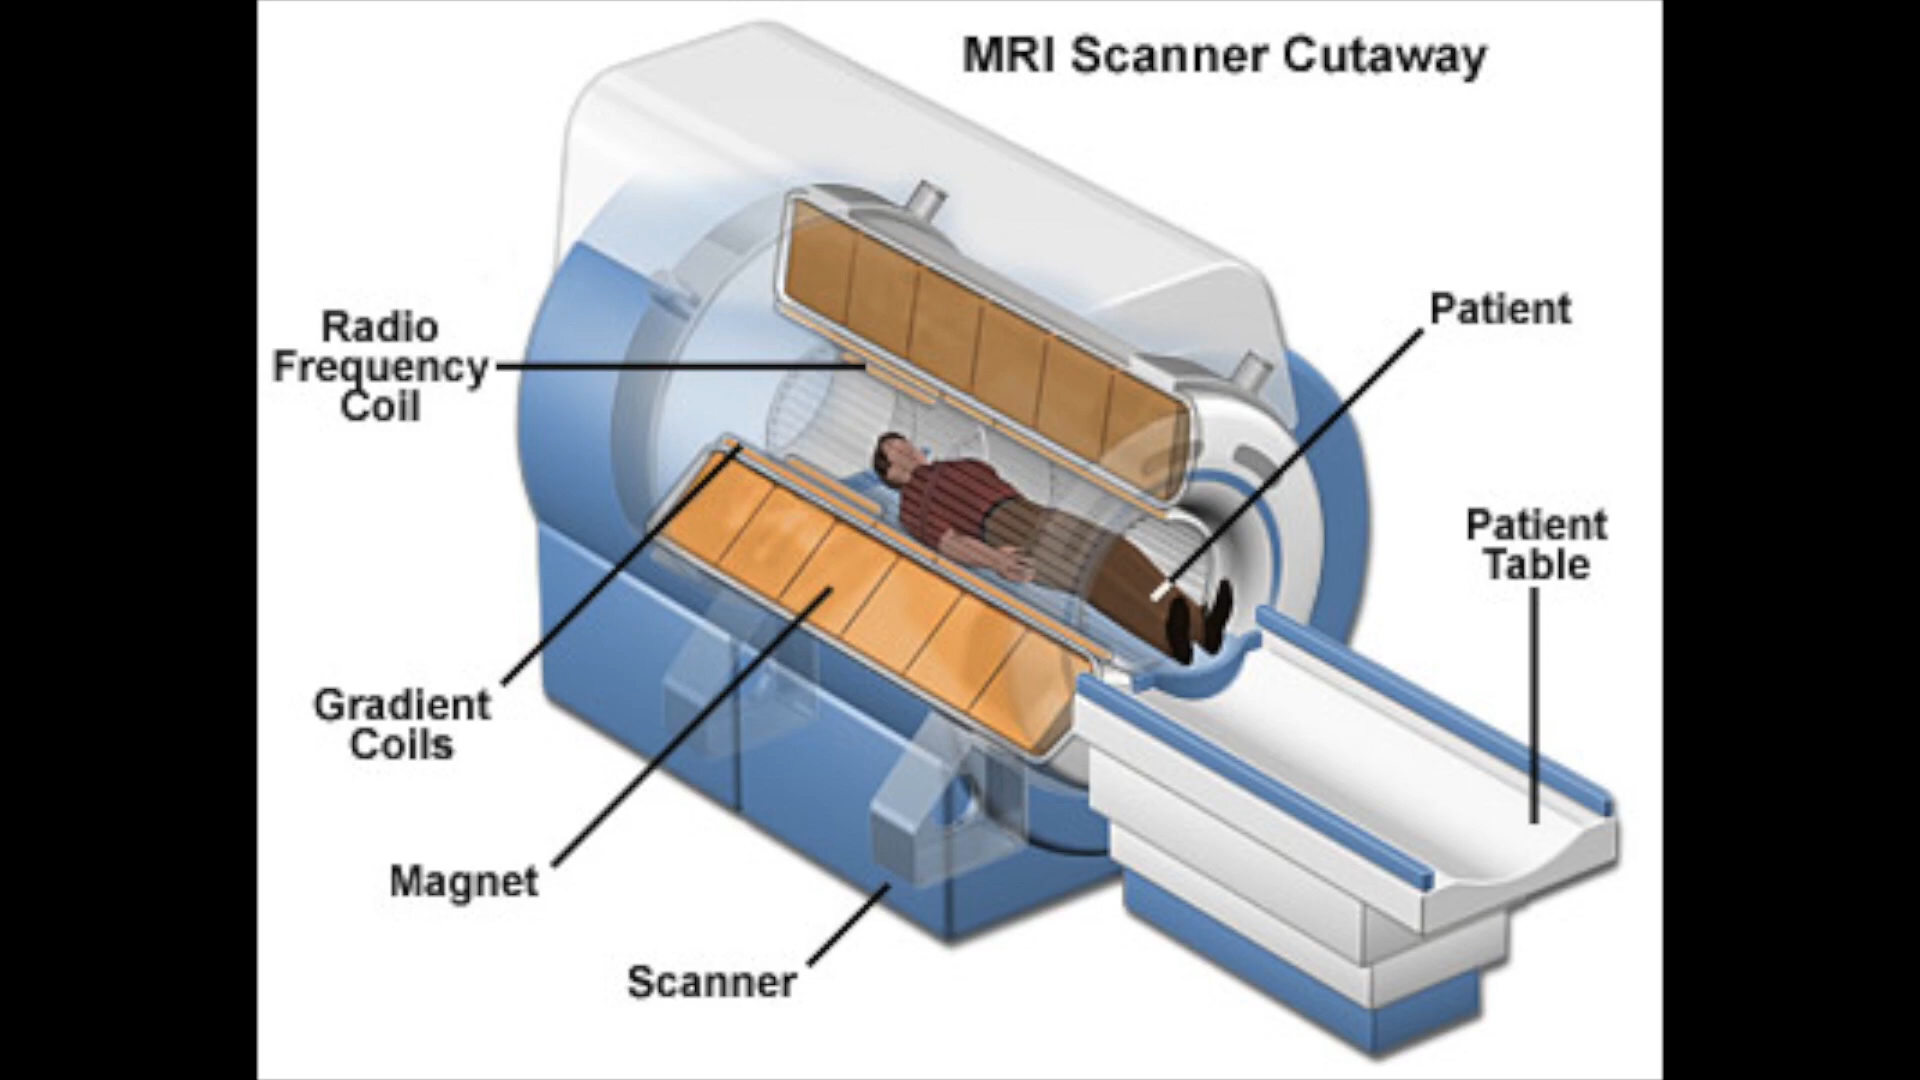 MRI Scanner Cutaway
Radio
Frequency
Coil
Patient
Patient
Table
Gradient
Coils
Magnet
Scanner